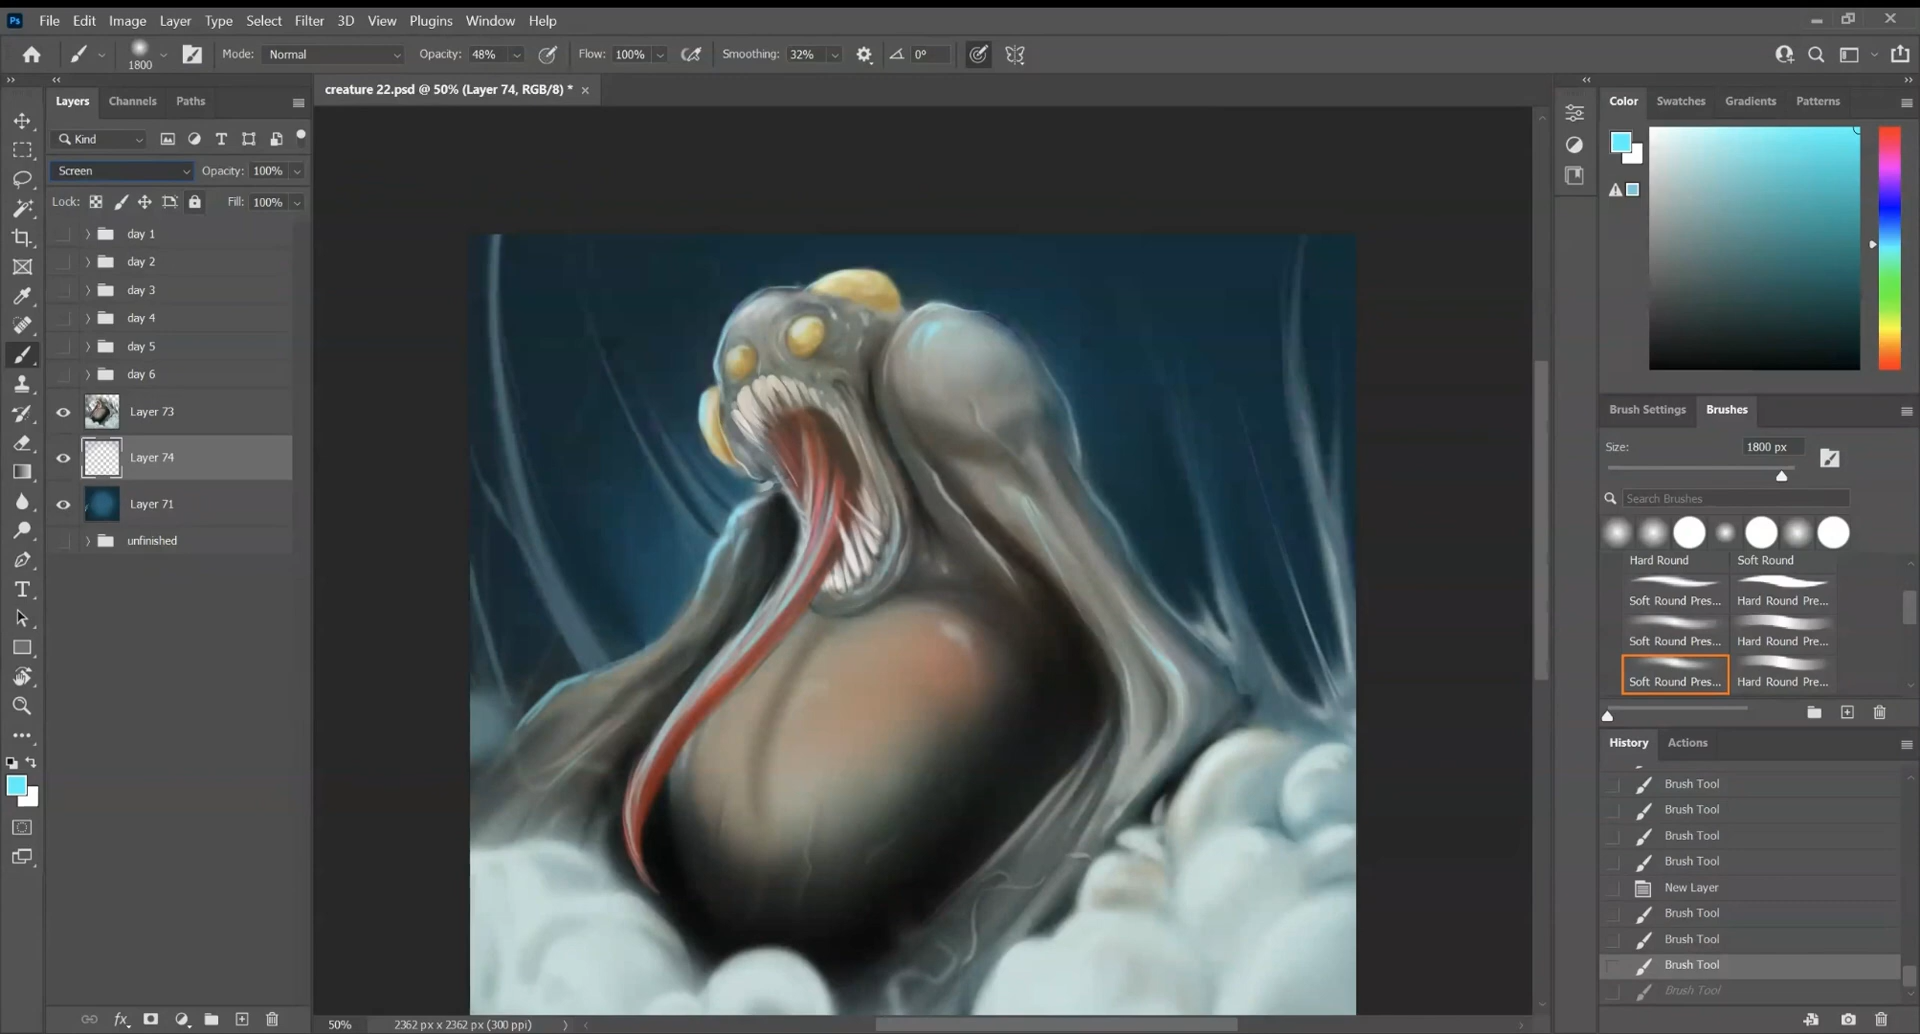 Ps File Edit Image Layer Type Select Filter 3D View Plugins Window Help
1800 Mode: Normal Opacity: 48% Flow: 100% Smoothing: 32% 0°
Layers Channels Paths
creature 22.psd @ 50% (Layer 74, RGB/8) * ×
Color Swatches Gradients Patterns
Kind
Screen Opacity: 100%
Lock: Fill: 100%
day 1
day 2
day 3
day 4
day 5
day 6
Layer 73
Layer 74
Layer 71
unfinished
Brush Settings Brushes
Size: 1800 px
Search Brushes
Hard Round Soft Round
Soft Round Pres... Hard Round Pre...
Soft Round Pres... Hard Round Pre...
Soft Round Pres... Hard Round Pre...
History Actions
Brush Tool
Brush Tool
Brush Tool
Brush Tool
New Layer
Brush Tool
Brush Tool
Brush Tool
Brush Tool
50% 2362 px x 2362 px (300 ppi)